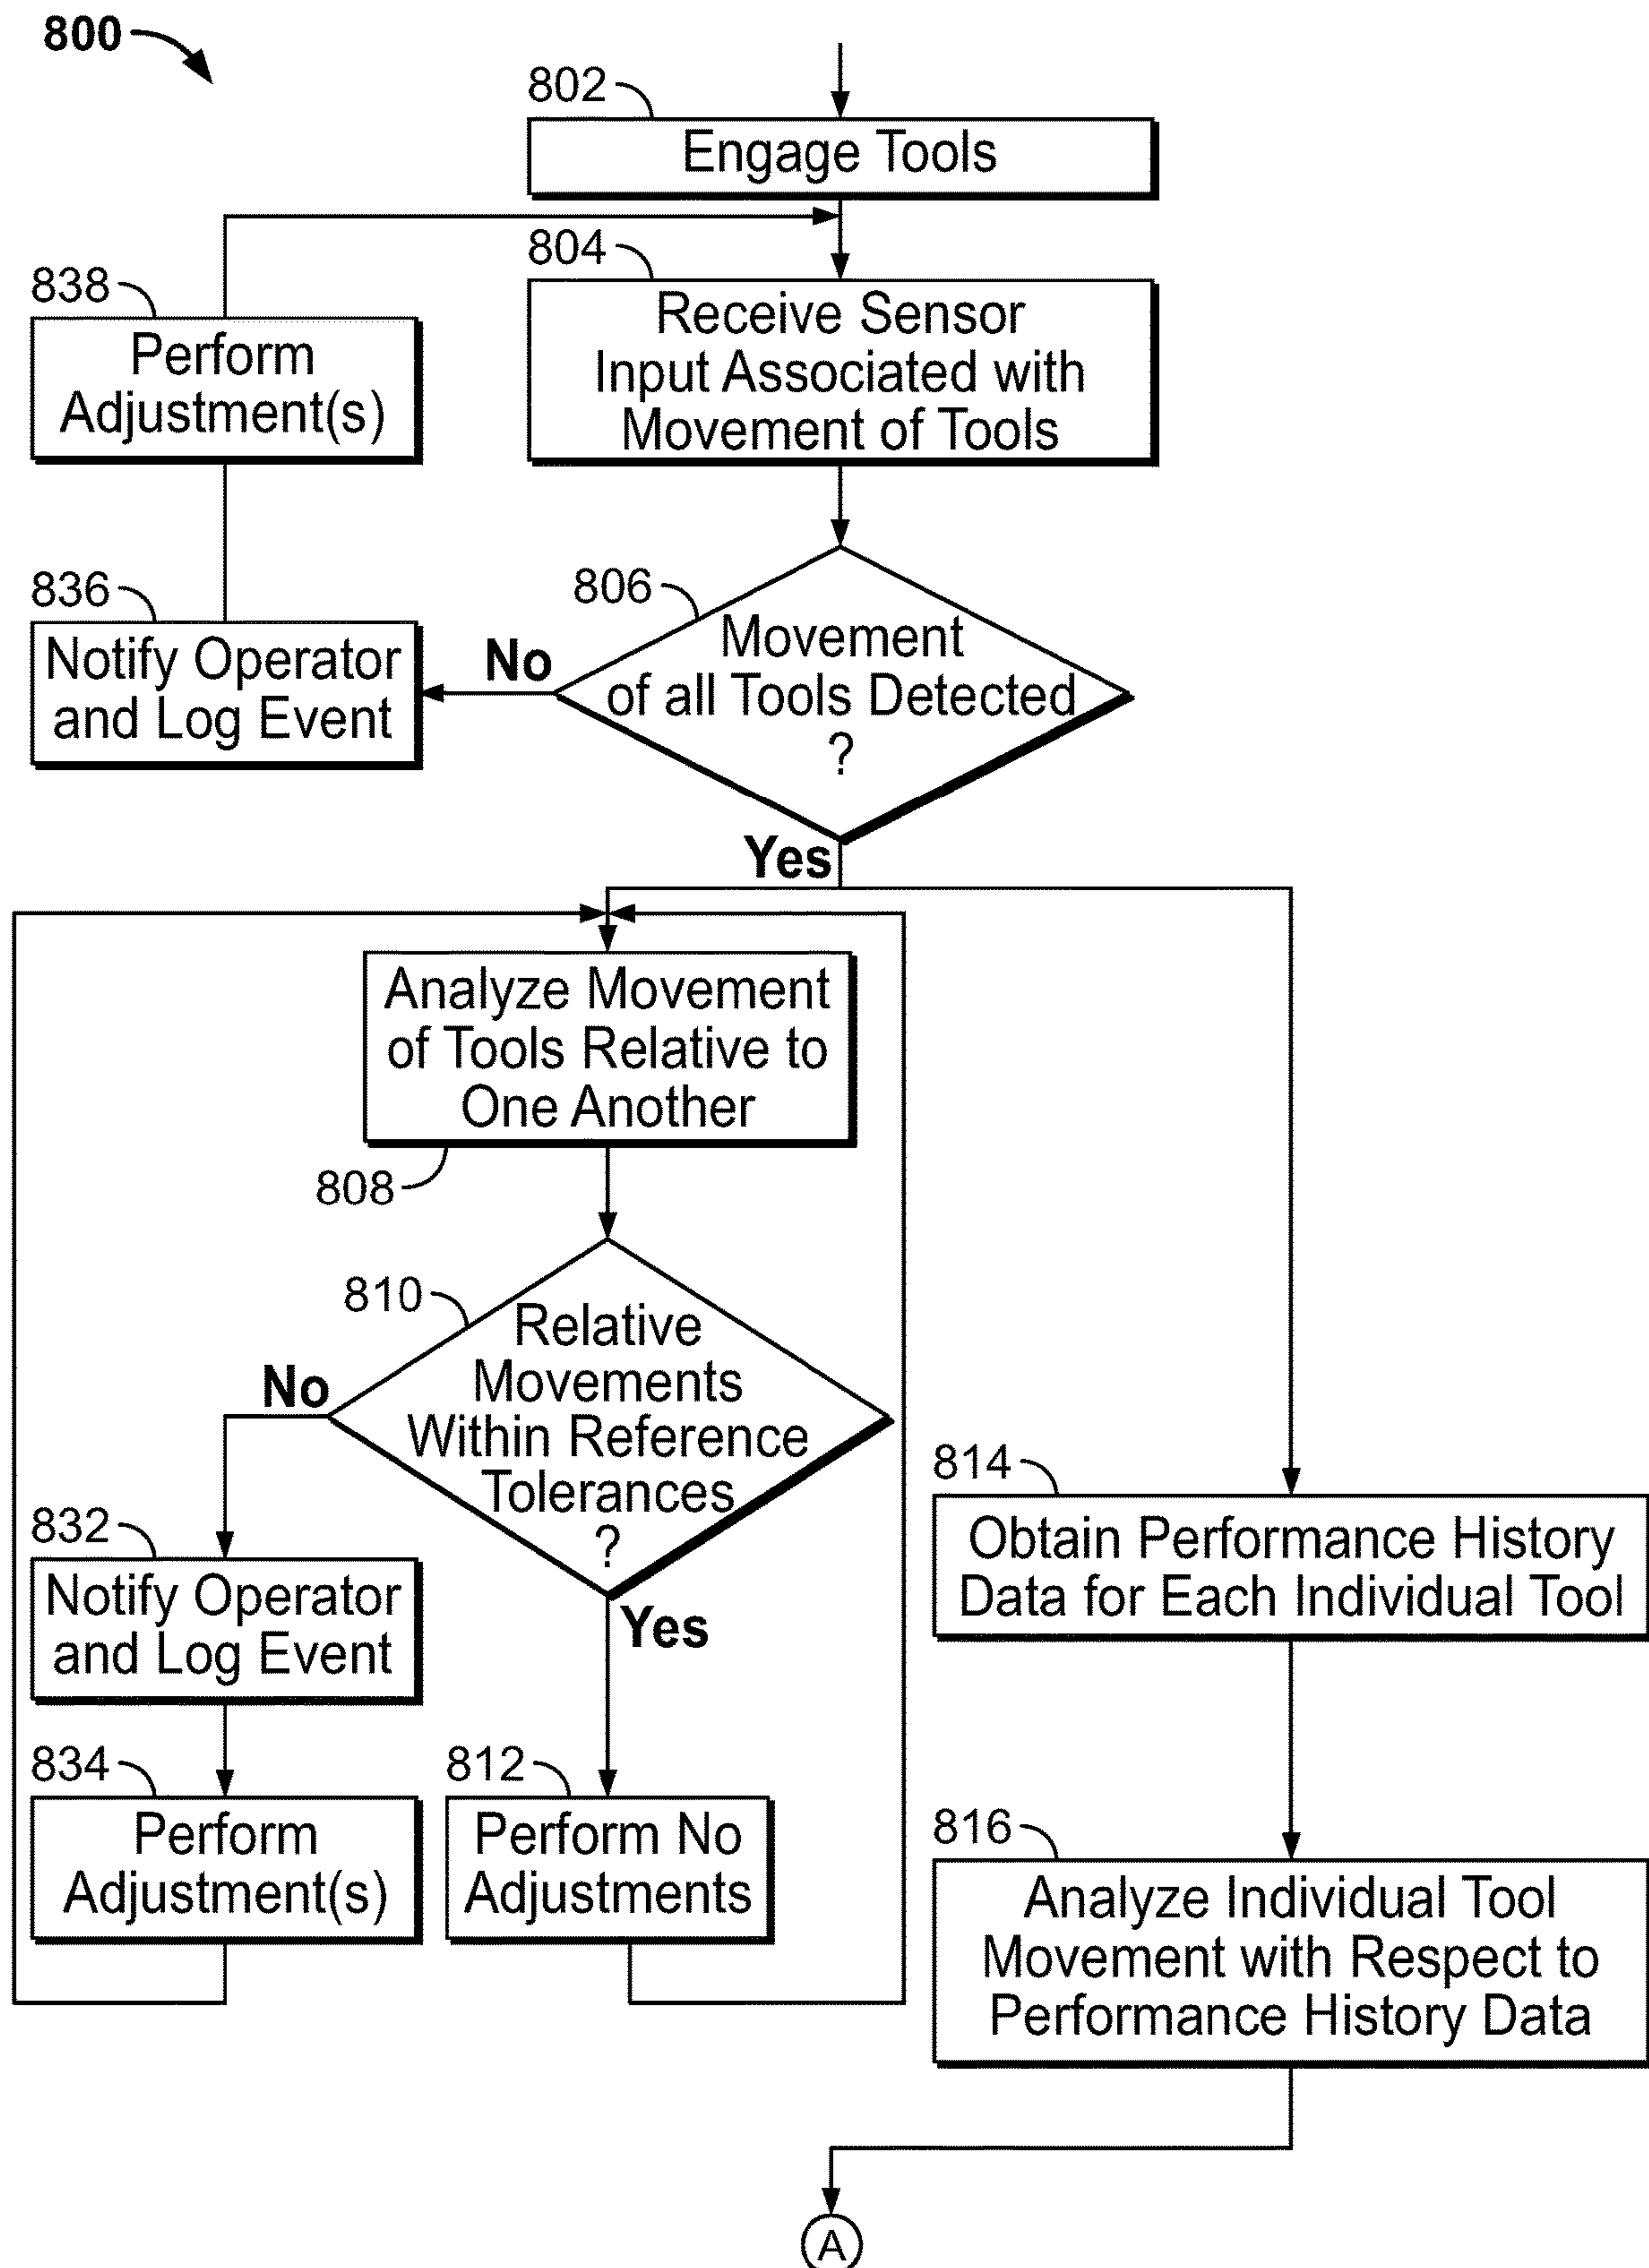 800
802
Engage Tools
804
Receive Sensor
Input Associated with
Movement of Tools
838
Perform
Adjustment(s)
806
Movement
of all Tools Detected
?
836
Notify Operator
and Log Event
No
Yes
Analyze Movement
of Tools Relative to
One Another
808
810
Relative
Movements
Within Reference
Tolerances
?
No
Yes
832
Notify Operator
and Log Event
834
Perform
Adjustment(s)
812
Perform No
Adjustments
814
Obtain Performance History
Data for Each Individual Tool
816
Analyze Individual Tool
Movement with Respect to
Performance History Data
A